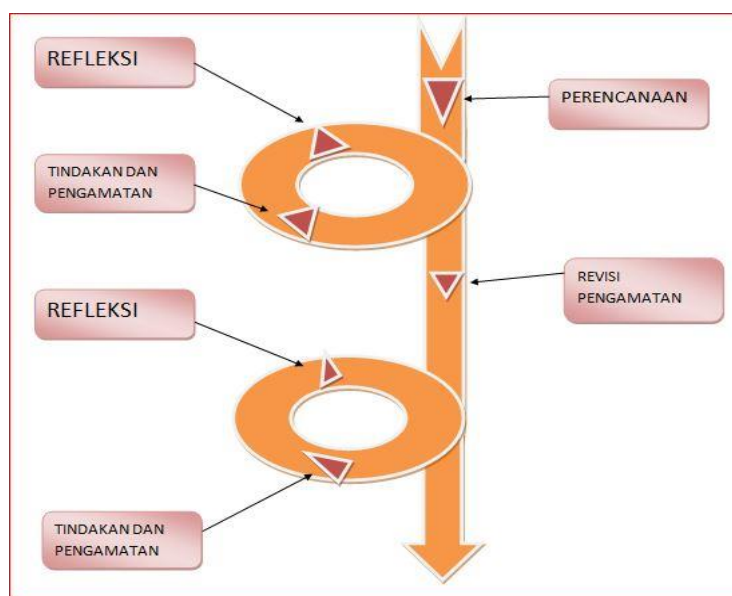 REFLEKSI
PERENCANAAN
TINDAKAN DAN
PENGAMATAN
REVISI
PENGAMATAN
REFLEKSI
TINDAKAN DAN
PENGAMATAN